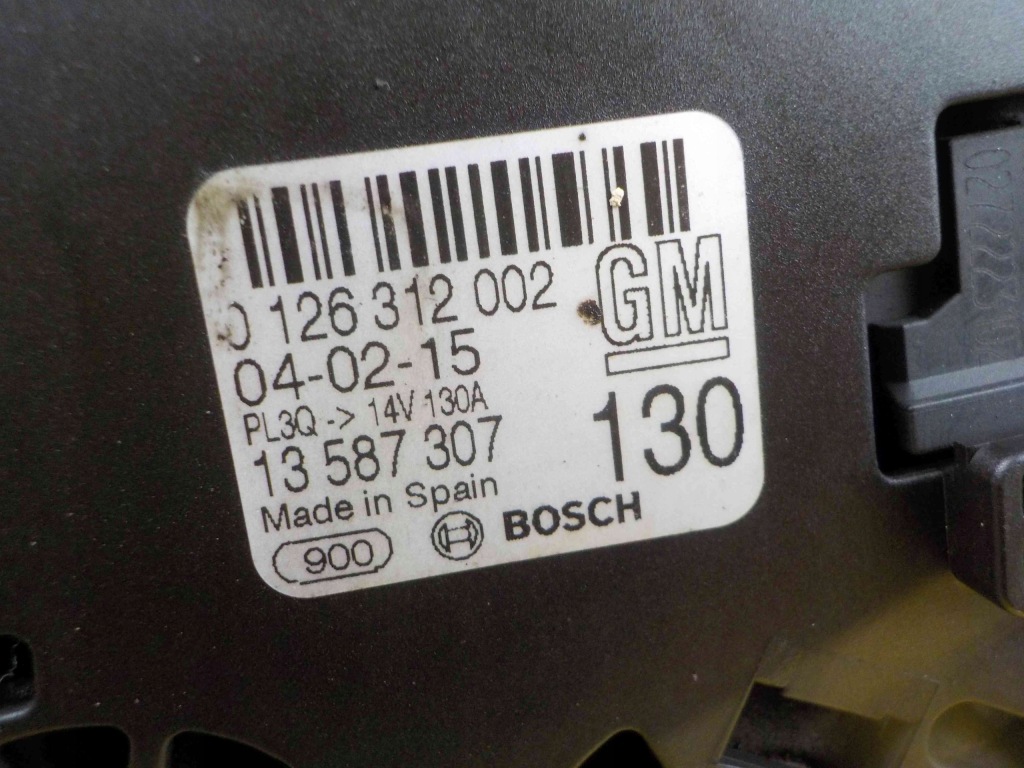 0 126 312 002
GM
04-02-15
PL3Q -> 14V 130A
130
13 587 307
Made in Spain
900
BOSCH